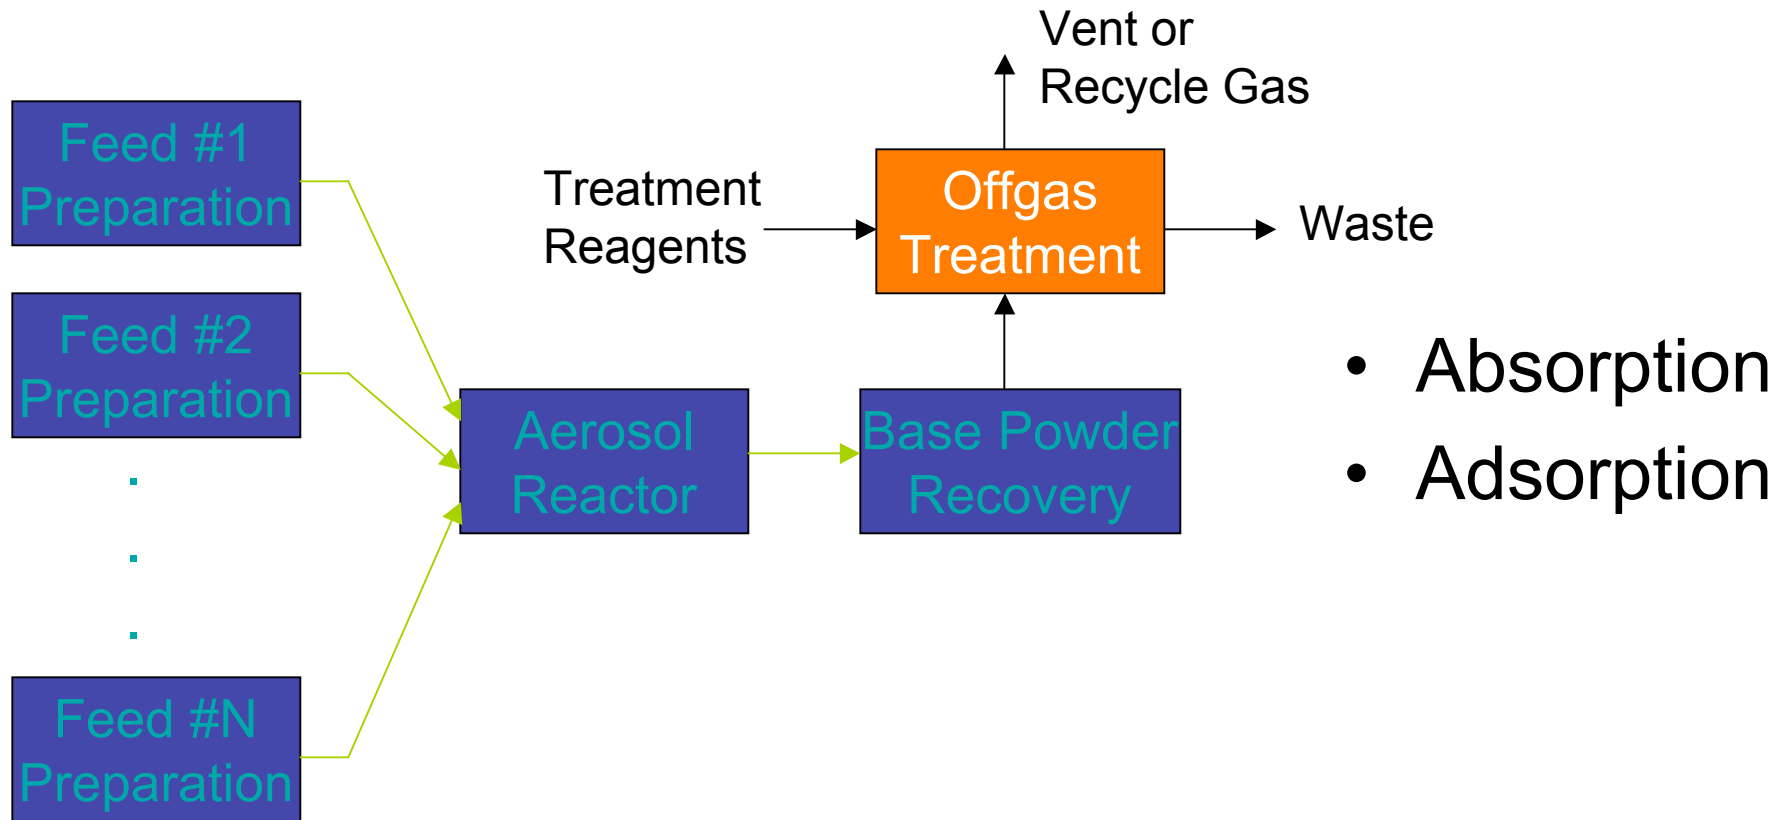 Vent or
Recycle Gas
Feed #1
Preparation
Treatment
Reagents
Offgas
Treatment
Waste
Feed #2
Preparation
Aerosol
Reactor
Base Powder
Recovery
• Absorption
• Adsorption
.
.
.
Feed #N
Preparation